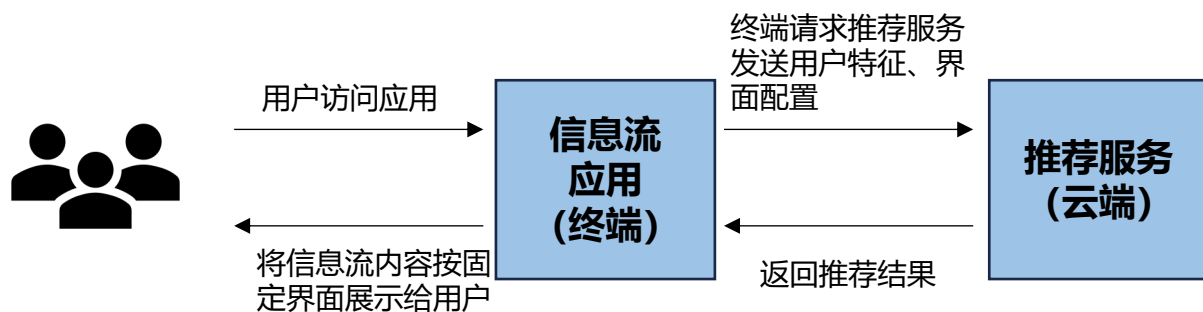 用户访问应用
将信息流内容按固
定界面展示给用户
信息流
应用
(终端)
终端请求推荐服务
发送用户特征、界
面配置
返回推荐结果
推荐服务
(云端)